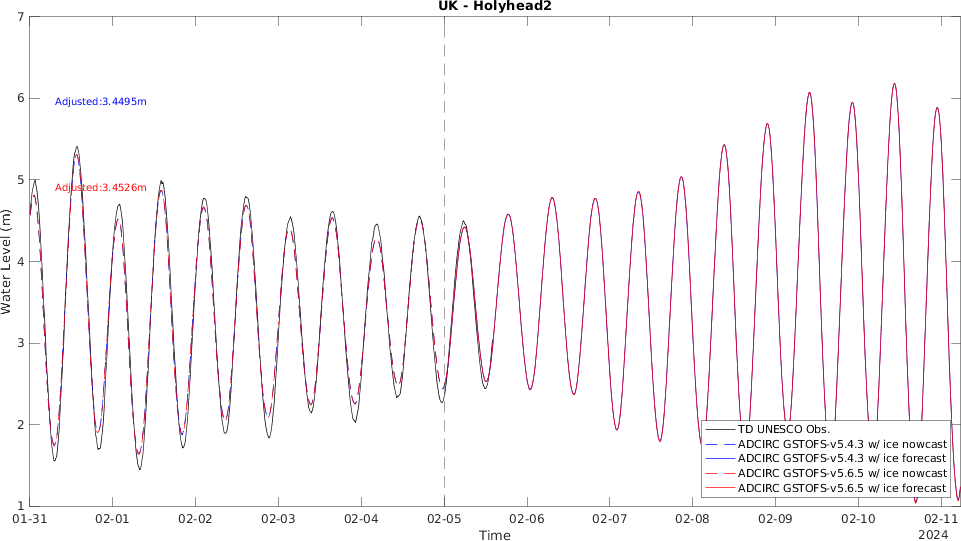 UK - Holyhead2
7
6
5
4
3
2
1
Water Level (m)
Adjusted:3.4495m
Adjusted:3.4526m
TD UNESCO Obs.
ADCIRC GSTOFS-v5.4.3 w/ ice nowcast
ADCIRC GSTOFS-v5.4.3 w/ ice forecast
ADCIRC GSTOFS-v5.6.5 w/ ice nowcast
ADCIRC GSTOFS-v5.6.5 w/ ice forecast
01-31 02-01 02-02 02-03 02-04 02-05 02-06 02-07 02-08 02-09 02-10 02-11
Time
2024